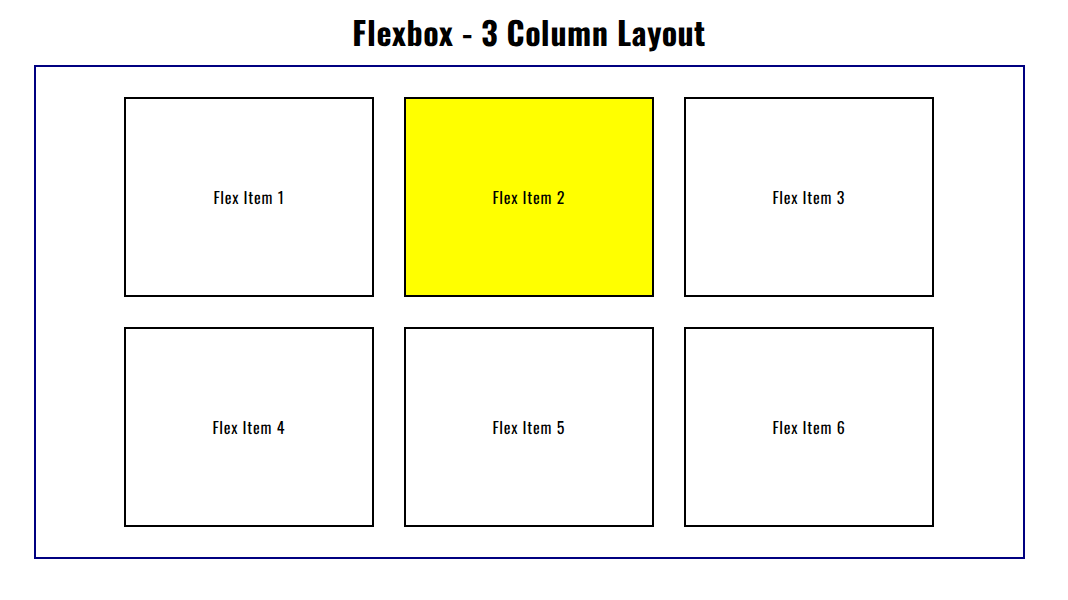 Flexbox - 3 Column Layout
Flex Item 1
Flex Item 2
Flex Item 3
Flex Item 4
Flex Item 5
Flex Item 6